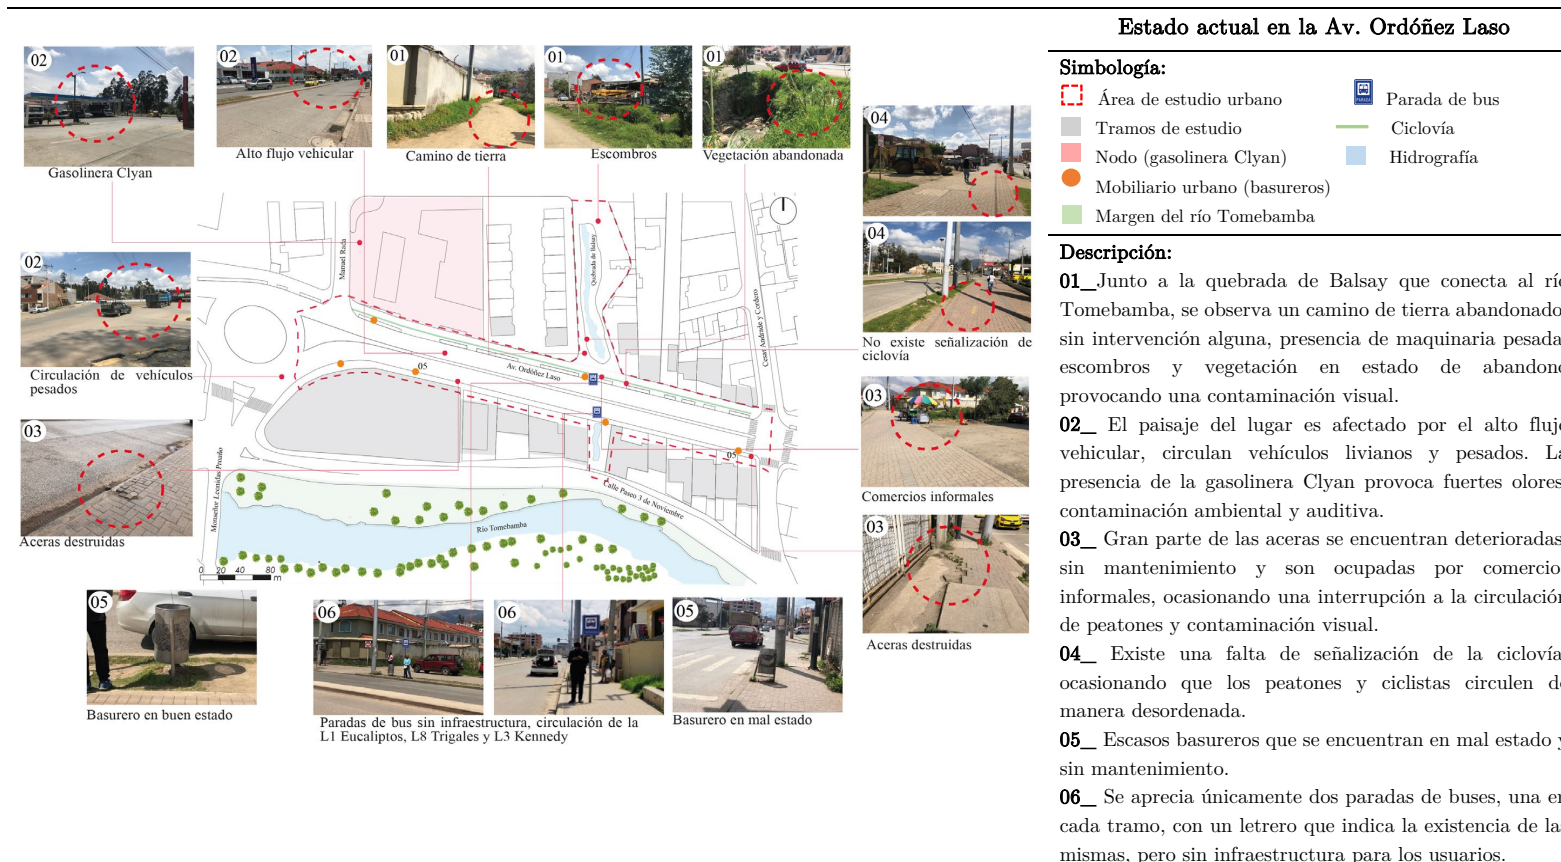 Estado actual en la Av. Ordóñez Laso
Simbología:
Área de estudio urbano
Tramos de estudio
Nodo (gasolinera Clyan)
Mobiliario urbano (basureros)
Margen del río Tomebamba
Parada de bus
Ciclovía
Hidrografía
Descripción:
01_Junto a la quebrada de Balsay que conecta al río
Tomebamba, se observa un camino de tierra abandonado
sin intervención alguna, presencia de maquinaria pesada
escombros y vegetación en estado de abandono
provocando una contaminación visual.
02_ El paisaje del lugar es afectado por el alto flujo
vehicular, circulan vehículos livianos y pesados. La
presencia de la gasolinera Clyan provoca fuertes olores
contaminación ambiental y auditiva.
03_ Gran parte de las aceras se encuentran deterioradas
sin mantenimiento y son ocupadas por comercio
informales, ocasionando una interrupción a la circulación
de peatones y contaminación visual.
04_ Existe una falta de señalización de la ciclovía
ocasionando que los peatones y ciclistas circulen de
manera desordenada.
05_ Escasos basureros que se encuentran en mal estado y
sin mantenimiento.
06_ Se aprecia únicamente dos paradas de buses, una en
cada tramo, con un letrero que indica la existencia de las
mismas, pero sin infraestructura para los usuarios.
02
Gasolinera Clyan
02
Alto flujo vehicular
01
Camino de tierra
01
Escombros
01
Vegetación abandonada
04
04
No existe señalización de
ciclovía
02
Circulación de vehículos
pesados
03
Aceras destruidas
03
Comercios informales
03
Aceras destruidas
05
Basurero en buen estado
06
06
Paradas de bus sin infraestructura, circulación de la
L1 Eucaliptos, L8 Trigales y L3 Kennedy
05
Basurero en mal estado
Manuel Rada
Quebrada de Balsay
Cesar Andrade y Cordero
Av. Ordóñez Laso
05
05
Calle Paseo 3 de Noviembre
Monseñor Leonidas Proaño
Río Tomebamba
0 20 40 80
m